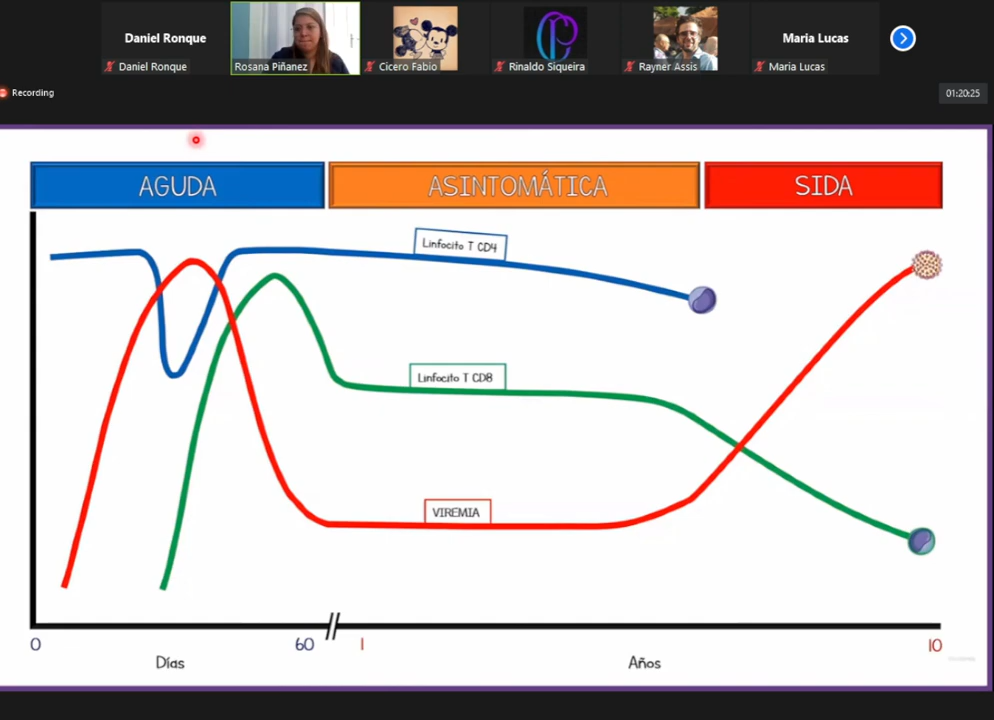 Daniel Ronque
Maria Lucas
Daniel Ronque
Rosana Piñanez
Cicero Fabio
Rinaldo Siqueira
Rayner Assis
Maria Lucas
Recording
01:20:25
AGUDA
ASINTOMÁTICA
SIDA
Linfocito T CD4
Linfocito T CD8
VIREMIA
0
60
1
10
Días
Años